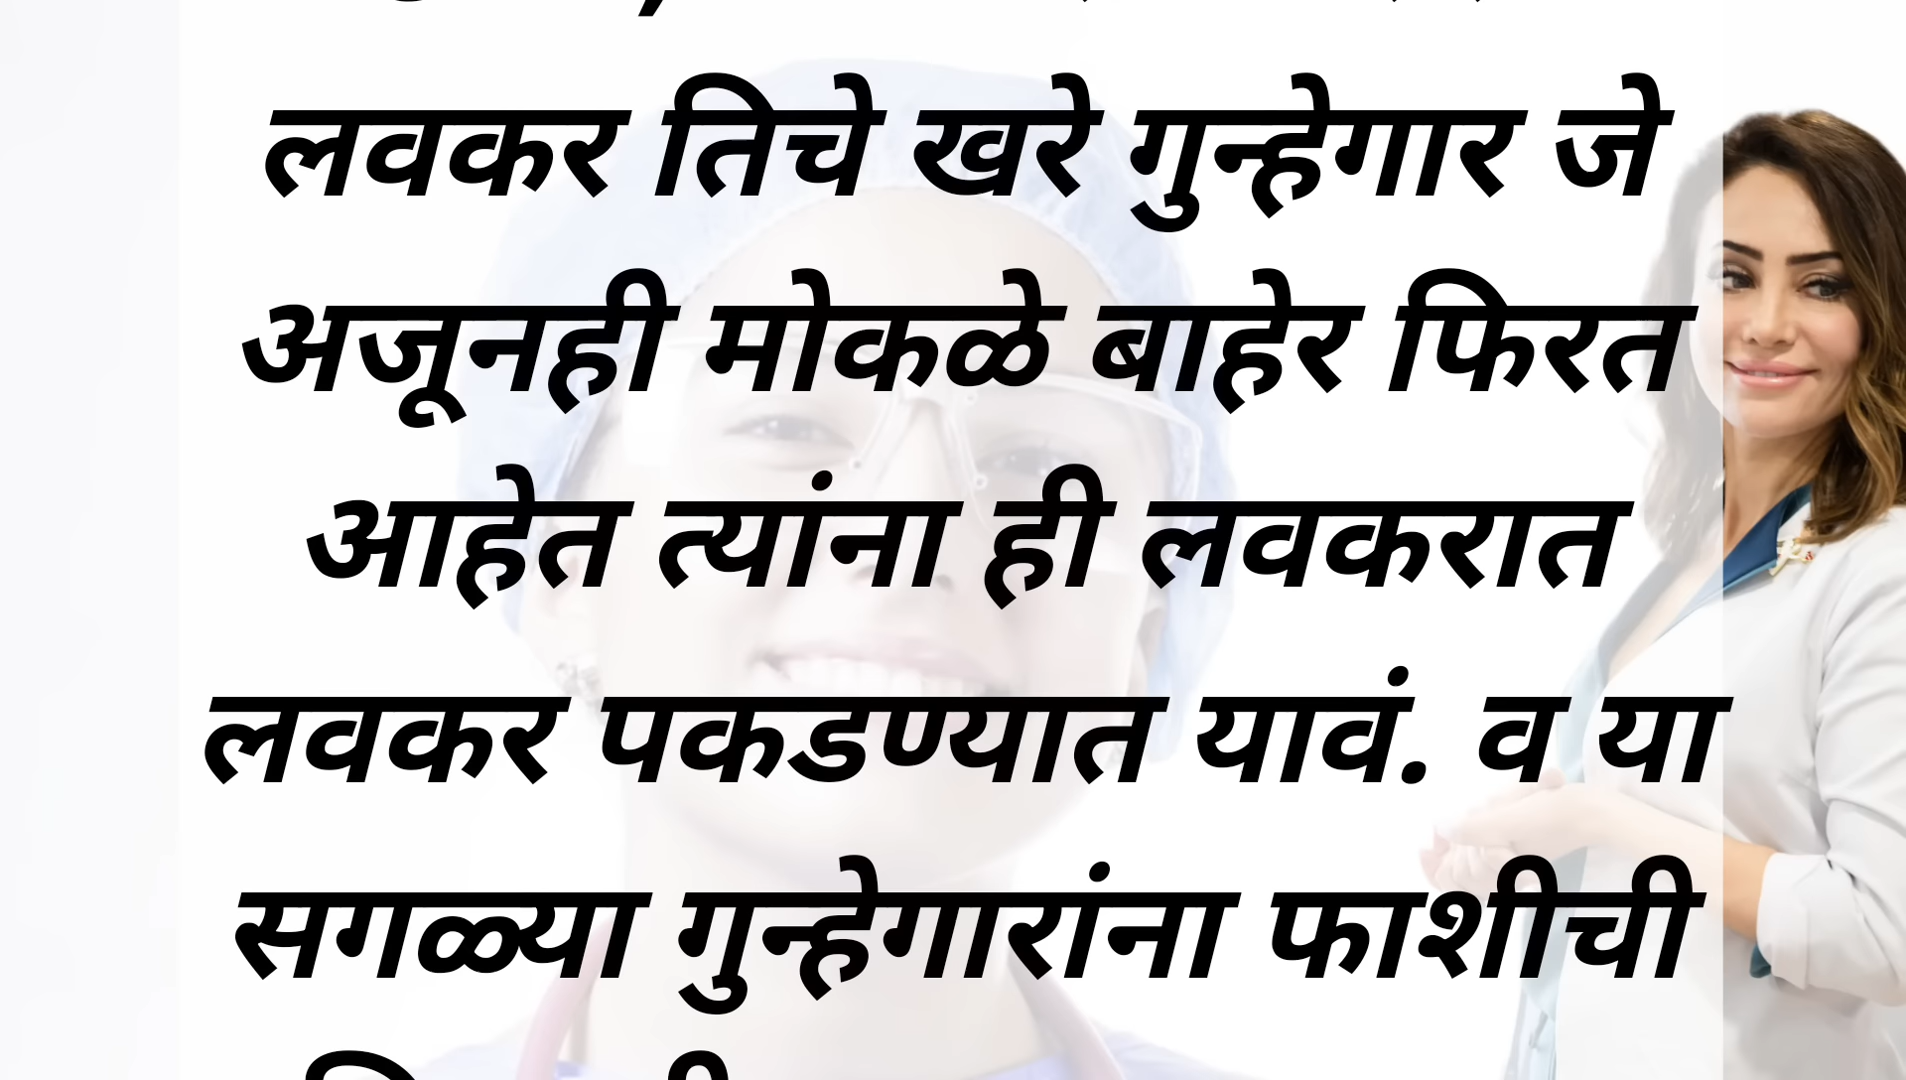 लवकर तिचे खरे गुन्हेगार जे
अजूनही मोकळे बाहेर फिरत
आहेत त्यांना ही लवकरात
लवकर पकडण्यात यावं. व या
सगळ्या गुन्हेगारांना फाशीची